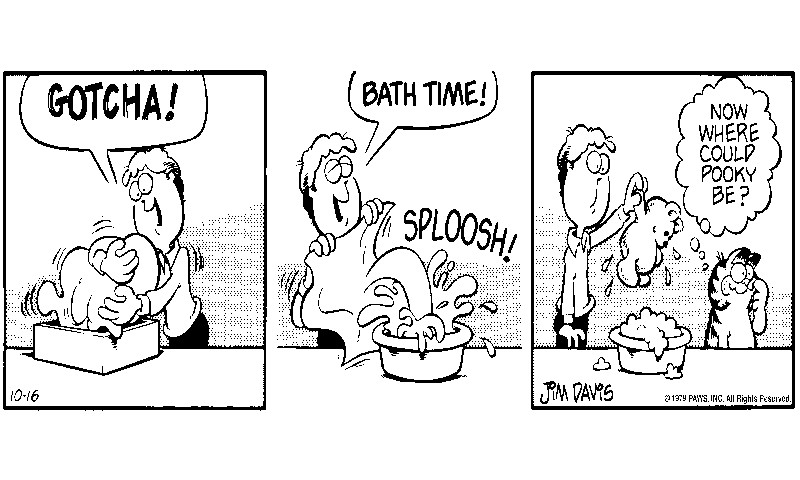 GOTCHA!
BATH TIME!
SPLOOSH!
NOW
WHERE
COULD
POOKY
BE?
10-16
JIM DAVIS
© 1979 PAWS, INC. All Rights Reserved.